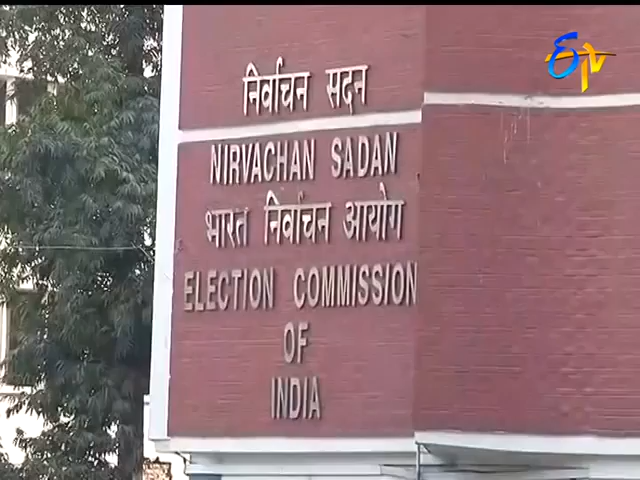 ETV
निर्वाचन सदन
NIRVACHAN SADAN
भारत निर्वाचन आयोग
ELECTION COMMISSION
OF
INDIA